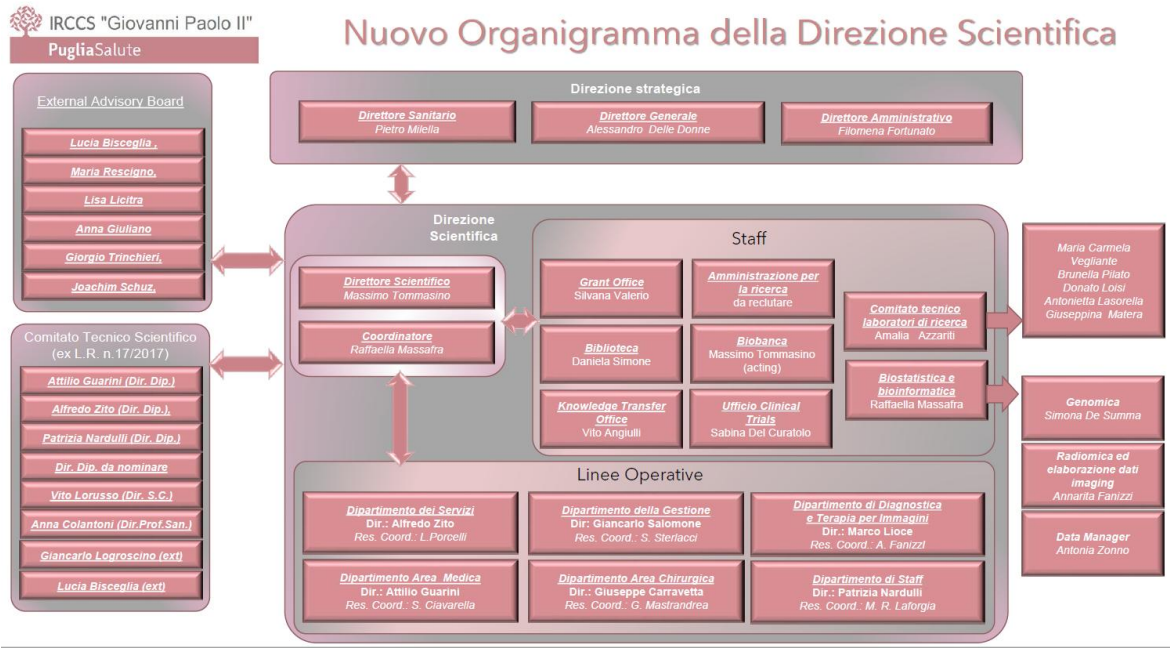 IRCCS "Giovanni Paolo II"
PugliaSalute
Nuovo Organigramma della Direzione Scientifica
External Advisory Board
Lucia Bisceglia ,
Maria Rescigno,
Lisa Licitra
Anna Giuliano
Giorgio Trinchieri,
Joachim Schuz,
Comitato Tecnico Scientifico
(ex L.R. n.17/2017)
Attilio Guarini (Dir. Dip.)
Alfredo Zito (Dir. Dip.),
Patrizia Nardulli (Dir. Dip.)
Dir. Dip. da nominare
Vito Lorusso (Dir. S.C.)
Anna Colantoni (Dir.Prof.San.)
Giancarlo Logroscino (ext)
Lucia Bisceglia (ext)
Direzione strategica
Direttore Sanitario
Pietro Milella
Direttore Generale
Alessandro Delle Donne
Direttore Amministrativo
Filomena Fortunato
Direzione
Scientifica
Direttore Scientifico
Massimo Tommasino
Coordinatore
Raffaella Massafra
Staff
Grant Office
Silvana Valerio
Amministrazione per
la ricerca
da reclutare
Biblioteca
Daniela Simone
Biobanca
Massimo Tommasino
(acting)
Knowledge Transfer
Office
Vito Angiulli
Ufficio Clinical
Trials
Sabina Del Curatolo
Comitato tecnico
laboratori di ricerca
Amalia Azzariti
Biostatistica e
bioinformatica
Raffaella Massafra
Maria Carmela
Vegliante
Brunella Pilato
Donato Loisi
Antonietta Lasorella
Giuseppina Matera
Genomica
Simona De Summa
Radiomica ed
elaborazione dati
imaging
Annarita Fanizzi
Data Manager
Antonia Zonno
Linee Operative
Dipartimento dei Servizi
Dir.: Alfredo Zito
Res. Coord.: L.Porcelli
Dipartimento della Gestione
Dir: Giancarlo Salomone
Res. Coord.: S. Sterlacci
Dipartimento di Diagnostica
e Terapia per Immagini
Dir.: Marco Lioce
Res. Coord.: A. Fanizzi
Dipartimento Area Medica
Dir.: Attilio Guarini
Res. Coord.: S. Ciavarella
Dipartimento Area Chirurgica
Dir.: Giuseppe Carravetta
Res. Coord.: G. Mastrandrea
Dipartimento di Staff
Dir.: Patrizia Nardulli
Res. Coord.: M. R. Laforgia